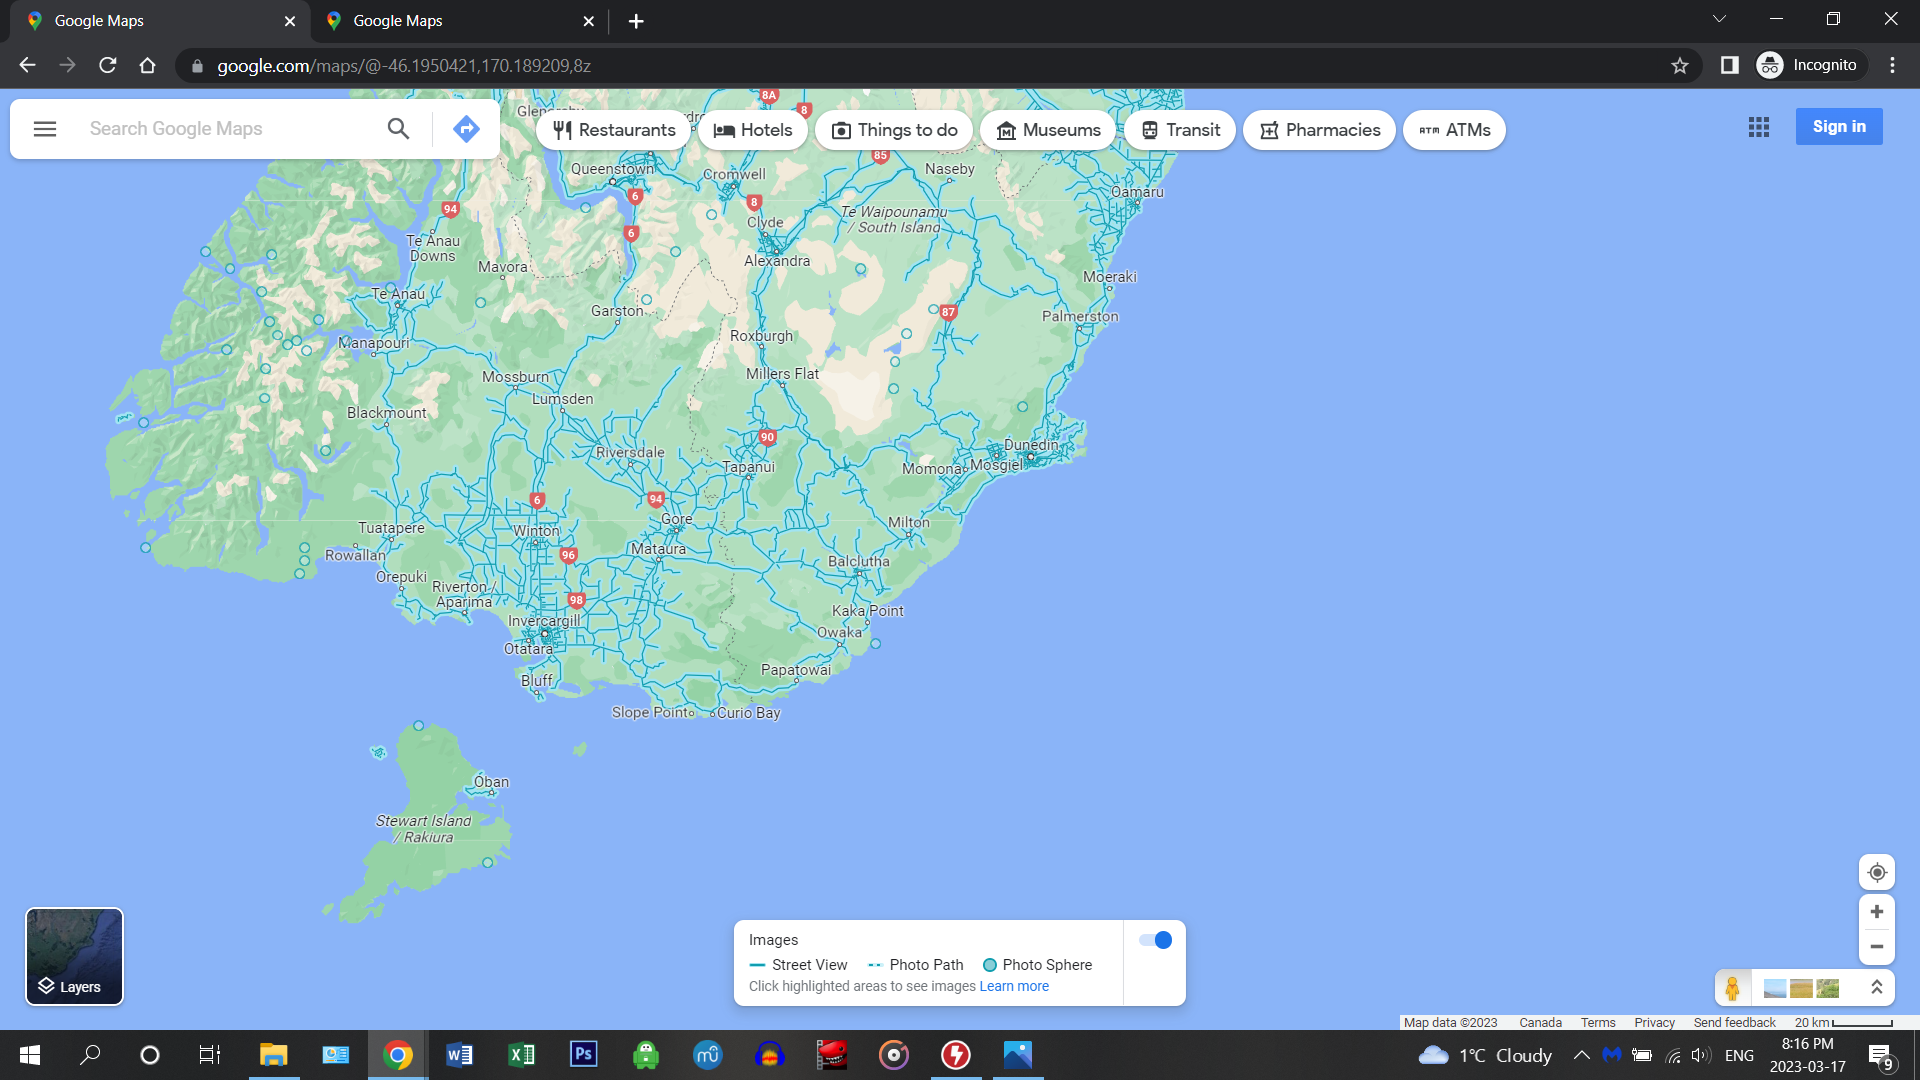 Google Maps
Google Maps
google.com/maps/@-46.1950421,170.189209,8z
Incognito
Search Google Maps
Restaurants
Hotels
Things to do
Museums
Transit
Pharmacies
ATM ATMs
Sign in
8A
8
85
Queenstown
Cromwell
Naseby
Oamaru
94
6
8
Te Waipounamu
/ South Island
Clyde
6
Te Anau
Downs
Alexandra
Mavora
Moeraki
Te Anau
Garston
87
Palmerston
Roxburgh
Manapouri
Millers Flat
Mossburn
Lumsden
Blackmount
90
Dunedin
Riversdale
Tapanui
Momona
Mosgiel
6
94
Gore
Milton
Tuatapere
Winton
Rowallan
96
Mataura
Balclutha
Orepuki
Riverton /
Aparima
98
Kaka Point
Invercargill
Owaka
Otatara
Papatowai
Bluff
Slope Point
Curio Bay
Oban
Stewart Island
/ Rakiura
Layers
Images
Street View
Photo Path
Photo Sphere
Click highlighted areas to see images Learn more
Map data ©2023
Canada
Terms
Privacy
Send feedback
20 km
1°C Cloudy
ENG
8:16 PM
2023-03-17
9